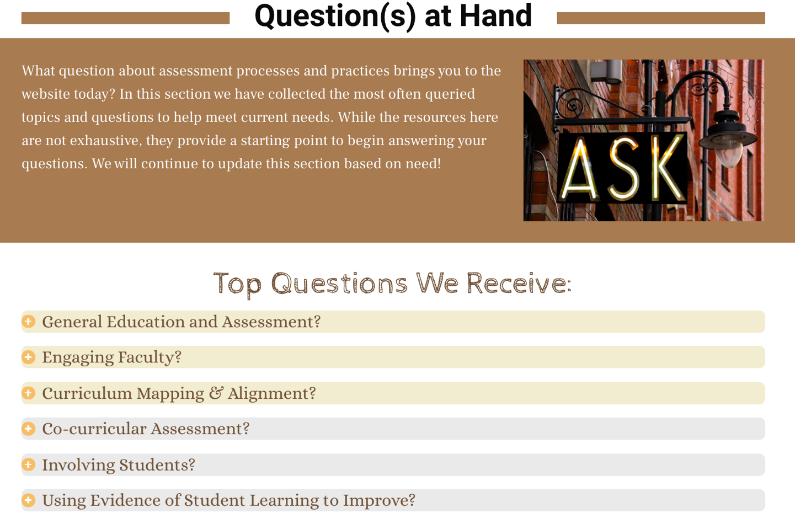 Question(s) at Hand
What question about assessment processes and practices brings you to the
website today? In this section we have collected the most often queried
topics and questions to help meet current needs. While the resources here
are not exhaustive, they provide a starting point to begin answering your
questions. We will continue to update this section based on need!
ASK
Top Questions We Receive:
General Education and Assessment?
Engaging Faculty?
Curriculum Mapping & Alignment?
Co-curricular Assessment?
Involving Students?
Using Evidence of Student Learning to Improve?